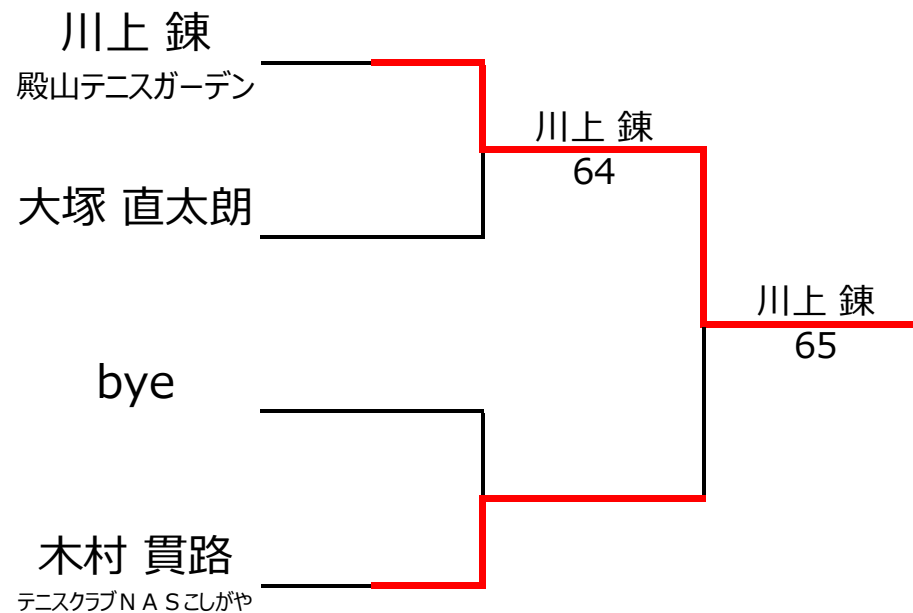 川上 錬
殿山テニスガーデン
川上 錬
64
大塚 直太朗
川上 錬
65
bye
木村 貫路
テニスクラブＮＡＳこしがや